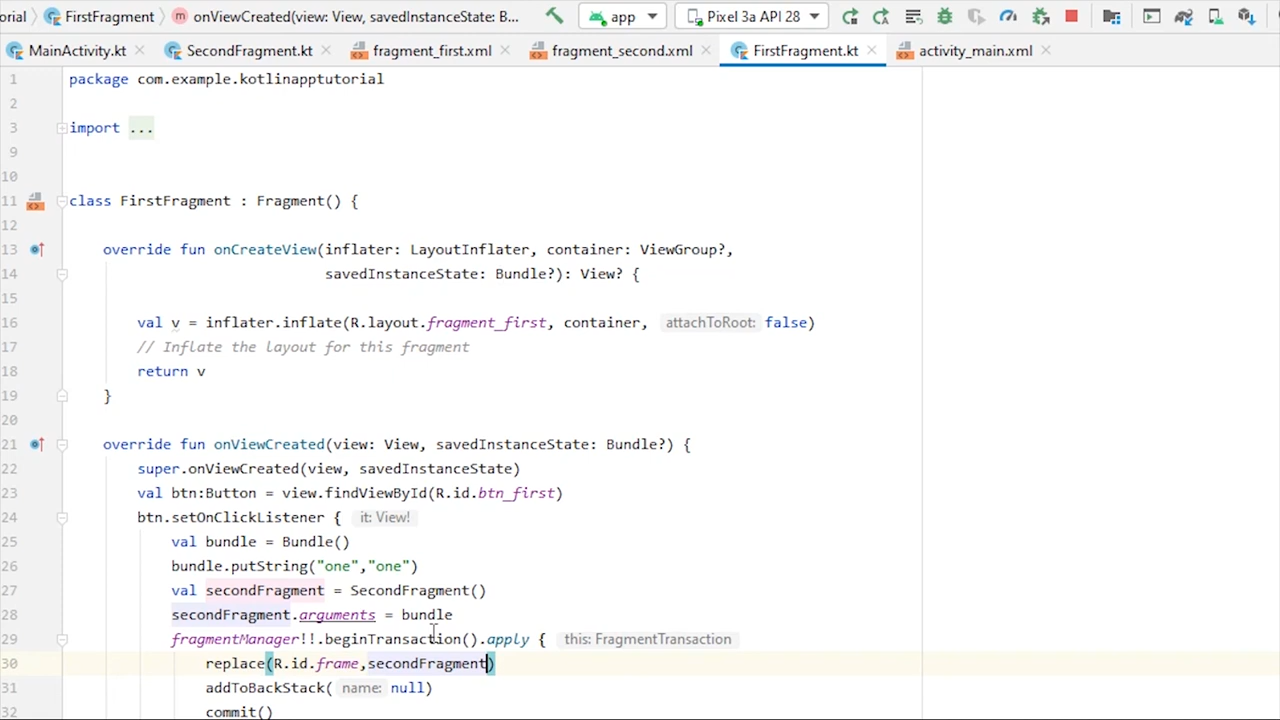 orial FirstFragment m onViewCreated(view: View, savedInstanceState: B... app Pixel 3a API 28
MainActivity.kt SecondFragment.kt fragment_first.xml fragment_second.xml FirstFragment.kt activity_main.xml
1 package com.example.kotlinapptutorial
2
3 import ...
9
10
11 class FirstFragment : Fragment() {
12
13 override fun onCreateView(inflater: LayoutInflater, container: ViewGroup?,
14 savedInstanceState: Bundle?): View? {
15
16 val v = inflater.inflate(R.layout.fragment_first, container, attachToRoot: false)
17 // Inflate the layout for this fragment
18 return v
19 }
20
21 override fun onViewCreated(view: View, savedInstanceState: Bundle?) {
22 super.onViewCreated(view, savedInstanceState)
23 val btn:Button = view.findViewById(R.id.btn_first)
24 btn.setOnClickListener { it: View!
25 val bundle = Bundle()
26 bundle.putString("one","one")
27 val secondFragment = SecondFragment()
28 secondFragment.arguments = bundle
29 fragmentManager!!.beginTransaction().apply { this: FragmentTransaction
30 replace(R.id.frame,secondFragment)
31 addToBackStack( name: null)
32 commit()